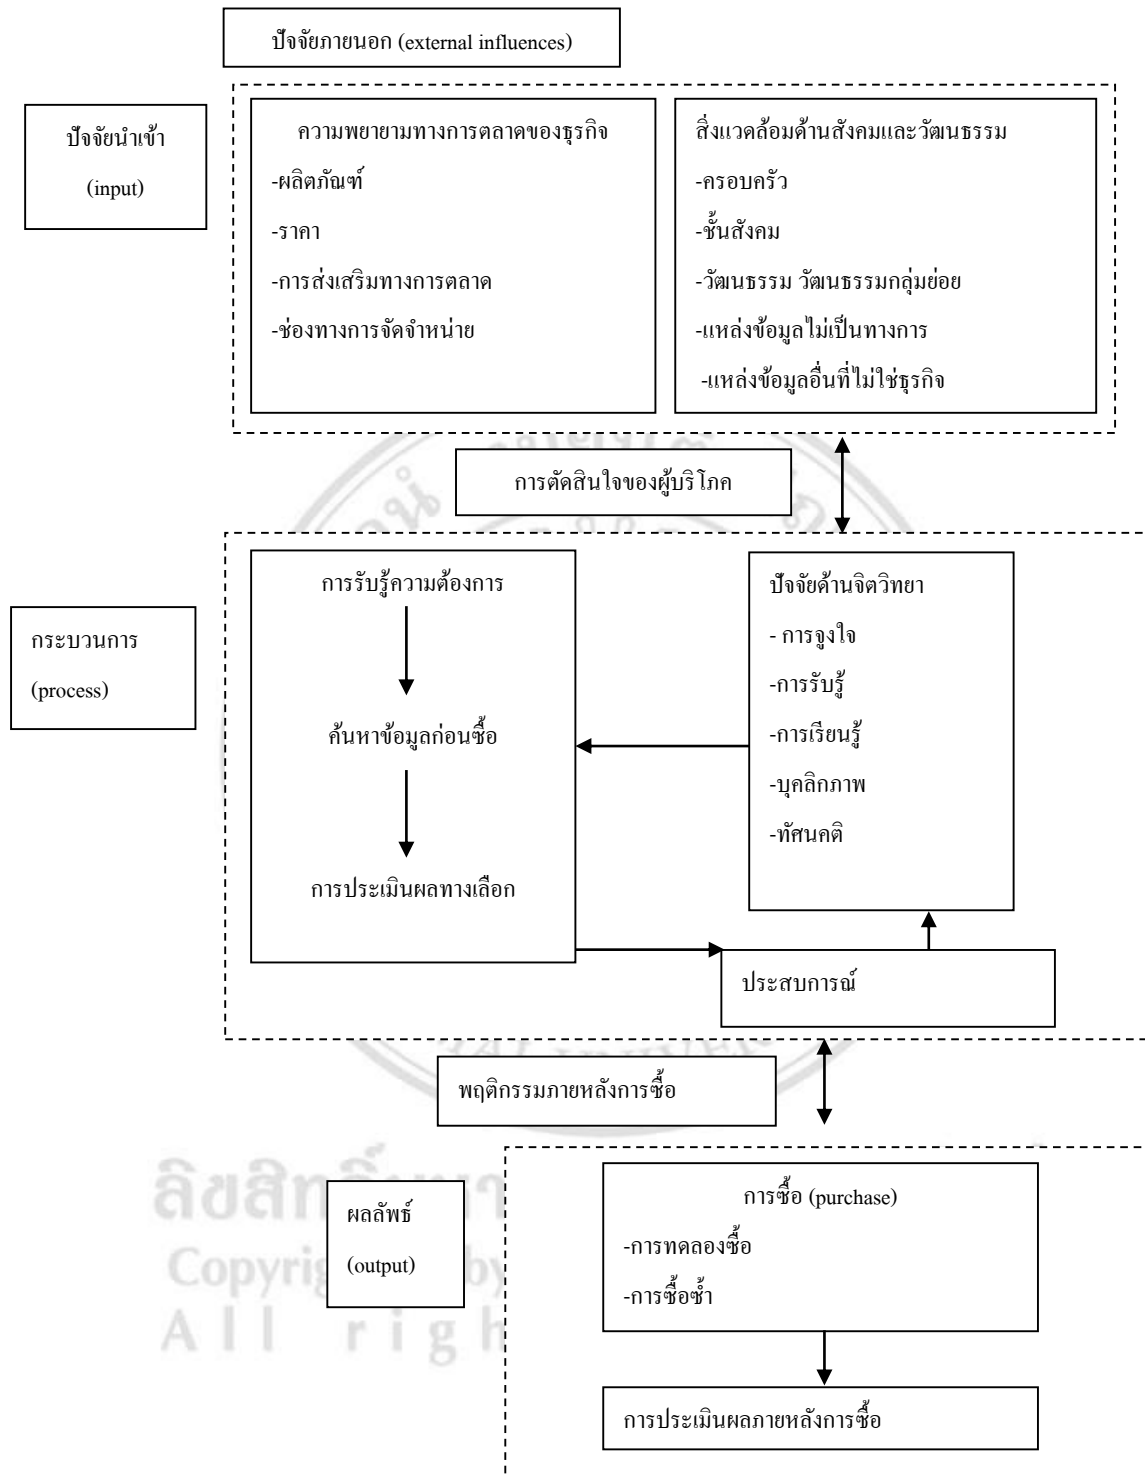 ปัจจัยภายนอก (external influences)
ปัจจัยนำเข้า
(input)
ความพยายามทางการตลาดของธุรกิจ
-ผลิตภัณฑ์
-ราคา
-การส่งเสริมทางการตลาด
-ช่องทางการจัดจำหน่าย
สิ่งแวดล้อมด้านสังคมและวัฒนธรรม
-ครอบครัว
-ชั้นสังคม
-วัฒนธรรม วัฒนธรรมกลุ่มย่อย
-แหล่งข้อมูลไม่เป็นทางการ
-แหล่งข้อมูลอื่นที่ไม่ใช่ธุรกิจ
การตัดสินใจของผู้บริโภค
กระบวนการ
(process)
การรับรู้ความต้องการ
ค้นหาข้อมูลก่อนซื้อ
การประเมินผลทางเลือก
ปัจจัยด้านจิตวิทยา
- การจูงใจ
-การรับรู้
-การเรียนรู้
-บุคลิกภาพ
-ทัศนคติ
ประสบการณ์
พฤติกรรมภายหลังการซื้อ
ผลลัพธ์
(output)
การซื้อ (purchase)
-การทดลองซื้อ
-การซื้อซ้ำ
การประเมินผลภายหลังการซื้อ
by
All